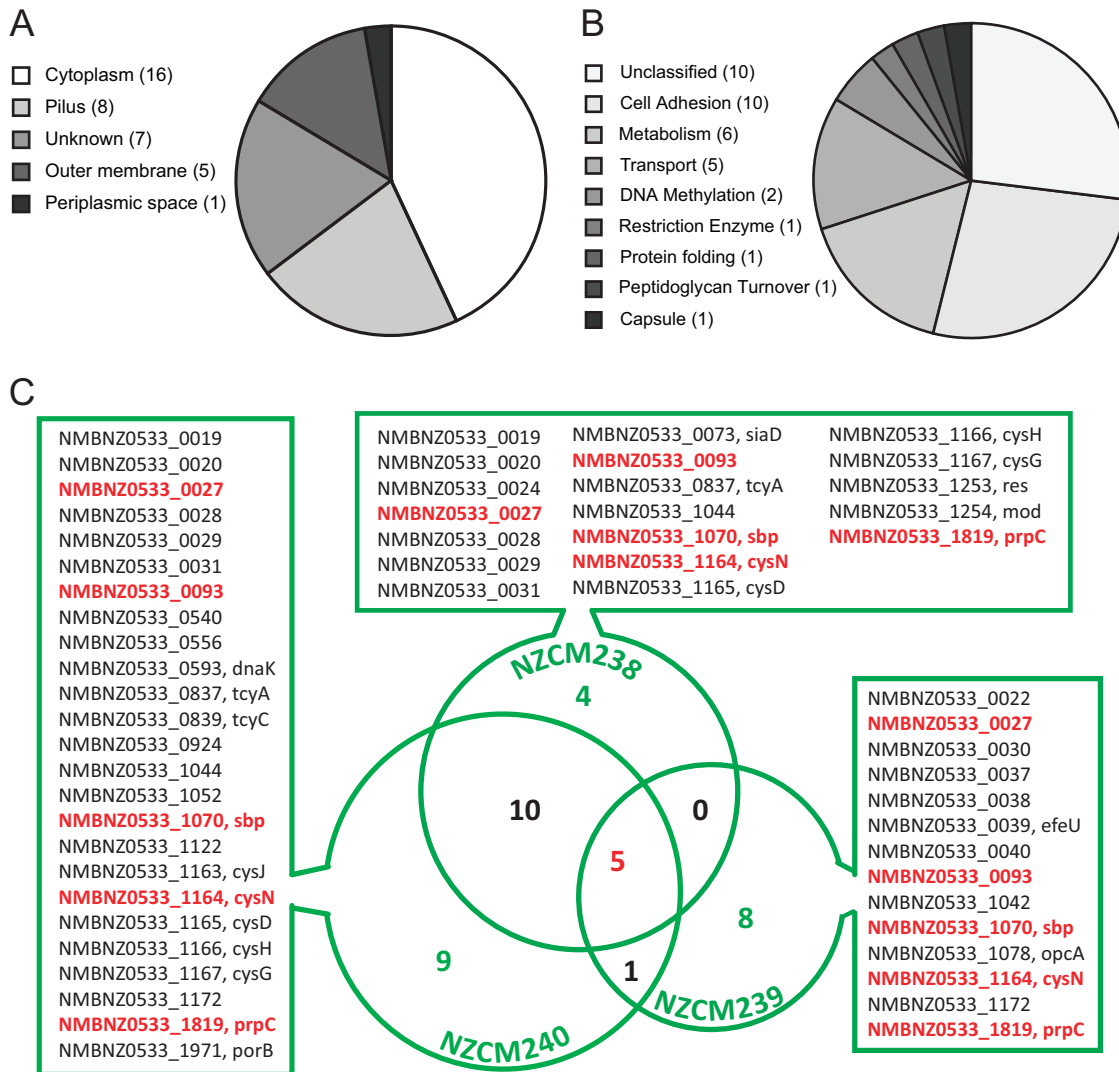 A
Cytoplasm (16)
Pilus (8)
Unknown (7)
Outer membrane (5)
Periplasmic space (1)
B
Unclassified (10)
Cell Adhesion (10)
Metabolism (6)
Transport (5)
DNA Methylation (2)
Restriction Enzyme (1)
Protein folding (1)
Peptidoglycan Turnover (1)
Capsule (1)
C
NMBNZ0533_0019
NMBNZ0533_0020
NMBNZ0533_0027
NMBNZ0533_0028
NMBNZ0533_0029
NMBNZ0533_0031
NMBNZ0533_0093
NMBNZ0533_0540
NMBNZ0533_0556
NMBNZ0533_0593, dnaK
NMBNZ0533_0837, tcyA
NMBNZ0533_0839, tcyC
NMBNZ0533_0924
NMBNZ0533_1044
NMBNZ0533_1052
NMBNZ0533_1070, sbp
NMBNZ0533_1122
NMBNZ0533_1163, cysJ
NMBNZ0533_1164, cysN
NMBNZ0533_1165, cysD
NMBNZ0533_1166, cysH
NMBNZ0533_1167, cysG
NMBNZ0533_1172
NMBNZ0533_1819, prpC
NMBNZ0533_1971, porB
NMBNZ0533_0019
NMBNZ0533_0020
NMBNZ0533_0024
NMBNZ0533_0027
NMBNZ0533_0028
NMBNZ0533_0029
NMBNZ0533_0031
NMBNZ0533_0073, siaD
NMBNZ0533_0093
NMBNZ0533_0837, tcyA
NMBNZ0533_1044
NMBNZ0533_1070, sbp
NMBNZ0533_1164, cysN
NMBNZ0533_1165, cysD
NMBNZ0533_1166, cysH
NMBNZ0533_1167, cysG
NMBNZ0533_1253, res
NMBNZ0533_1254, mod
NMBNZ0533_1819, prpC
NZCM238
4
10
0
5
8
9
1
NZCM239
NZCM240
NMBNZ0533_0022
NMBNZ0533_0027
NMBNZ0533_0030
NMBNZ0533_0037
NMBNZ0533_0038
NMBNZ0533_0039, efeU
NMBNZ0533_0040
NMBNZ0533_0093
NMBNZ0533_1042
NMBNZ0533_1070, sbp
NMBNZ0533_1078, opcA
NMBNZ0533_1164, cysN
NMBNZ0533_1172
NMBNZ0533_1819, prpC